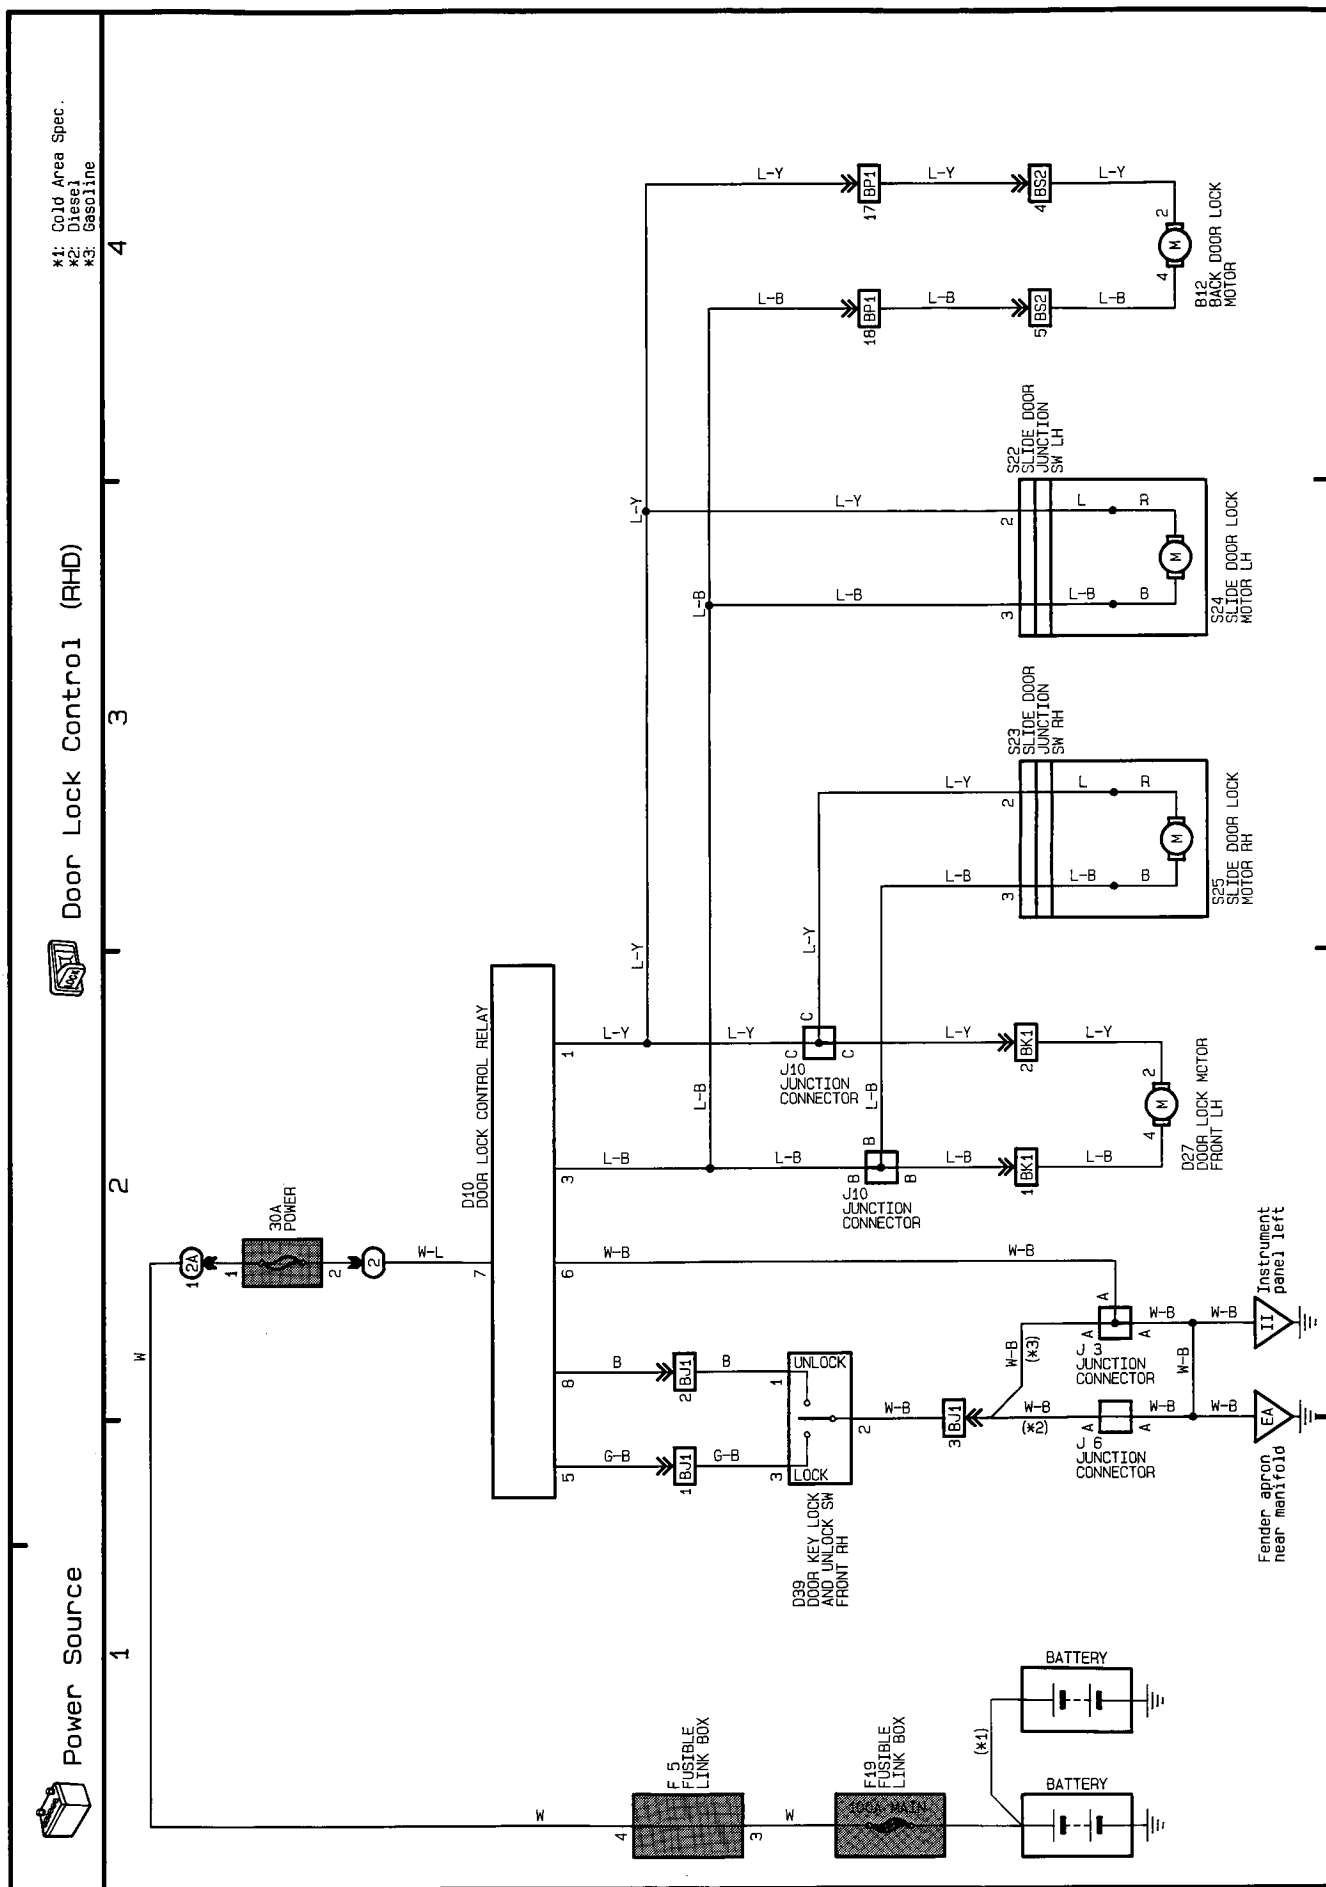 Power Source
Door Lock Control (RHD)
*1: Cold Area Spec.
*2: Diesel
*3: Gasoline
1
2
3
4
W
1
2A
1
30A
POWER
2
2
W-L
7
D10
DOOR LOCK CONTROL RELAY
5
8
6
3
1
G-B
B
W-B
L-B
L-Y
L-B
L-Y
L-B
L-Y
L-B
L-Y
L-Y
L-Y
L-B
L-B
L-Y
L-B
1
BJ1
2
BJ1
G-B
B
3
1
LOCK
UNLOCK
2
D39
DOOR KEY LOCK
AND UNLOCK SW
FRONT RH
W-B
3
BJ1
W-B
(*2)
W-B
(*3)
W-B
J10
JUNCTION
CONNECTOR
B
B
B
J10
JUNCTION
CONNECTOR
C
C
C
L-Y
L-B
L-B
L-Y
L-B
L-Y
1
BK1
2
BK1
L-B
L-Y
4
M
2
D27
DOOR LOCK MOTOR
FRONT LH
S23
SLIDE DOOR
JUNCTION
SW RH
3
2
L-B
B
L
R
M
S25
SLIDE DOOR LOCK
MOTOR RH
S22
SLIDE DOOR
JUNCTION
SW LH
3
2
L-B
B
L
R
M
S24
SLIDE DOOR LOCK
MOTOR LH
18
BP1
17
BP1
L-B
L-Y
5
BS2
4
BS2
L-B
L-Y
4
M
2
B12
BACK DOOR LOCK
MOTOR
J 6
JUNCTION
CONNECTOR
A
A
J 3
JUNCTION
CONNECTOR
A
A
A
W-B
W-B
W-B
W-B
W-B
EA
Fender apron
near manifold
II
Instrument
panel left
W
4
F 5
FUSIBLE
LINK BOX
3
W
F19
FUSIBLE
LINK BOX
100A MAIN
(*1)
BATTERY
BATTERY